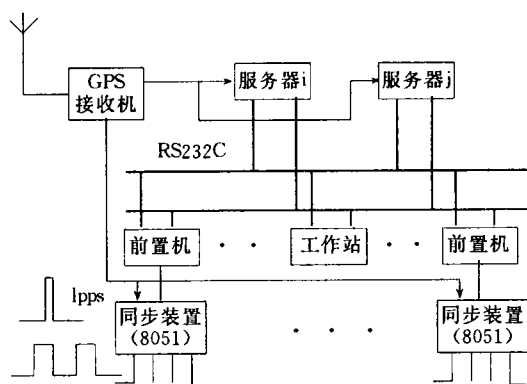 GPS
接收机
服务器i
服务器j
RS232C
前置机
工作站
前置机
1pps
同步装置
(8051)
同步装置
(8051)